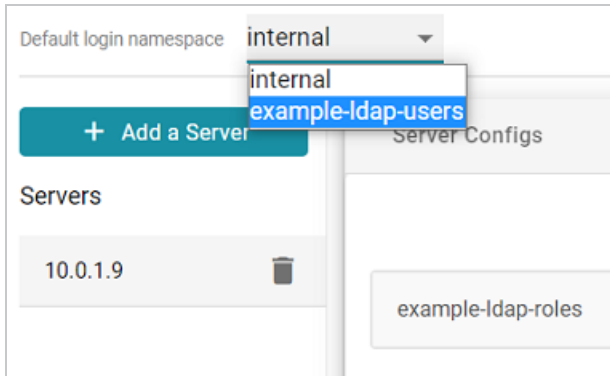 Default login namespace internal
internal
example-ldap-users
+ Add a Server
Server Configs
Servers
10.0.1.9
example-ldap-roles